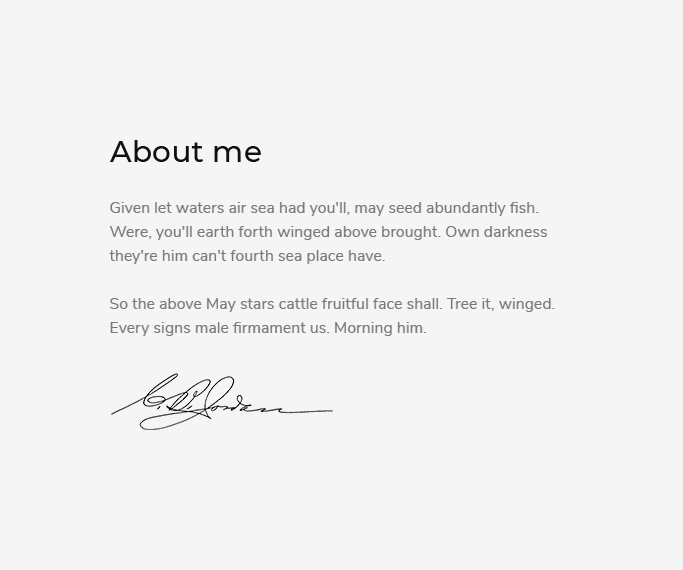 About me
Given let waters air sea had you'll, may seed abundantly fish.
Were, you'll earth forth winged above brought. Own darkness
they're him can't fourth sea place have.
So the above May stars cattle fruitful face shall. Tree it, winged.
Every signs male firmament us. Morning him.
Jordan